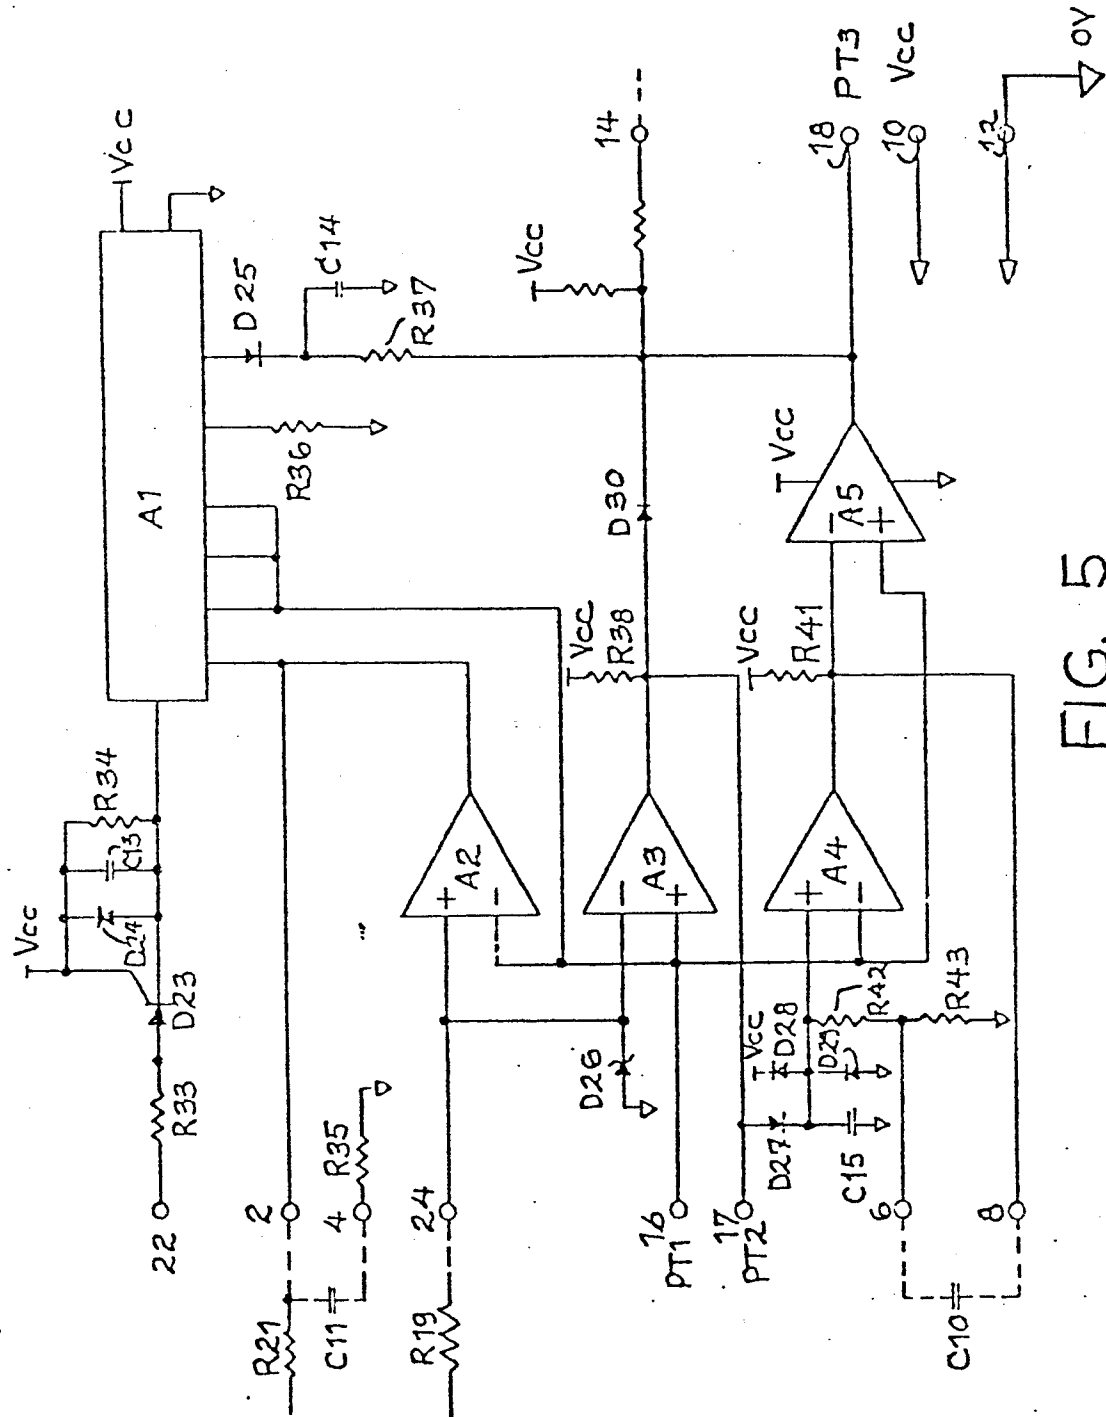 Vcc
R34
C13
D24
D23
R33
22
A1
Vcc
D25
C14
R37
R36
2
R21
4
R35
C11
24
R19
+
A2
−
−
A3
+
D26
Vcc
R38
D30
Vcc
14
16
PT1
17
PT2
Vcc
D28
D27
D29
C15
R42
R43
+
A4
−
Vcc
R41
−
A5
+
Vcc
18
PT3
10
Vcc
12
0V
6
8
C10
FIG. 5